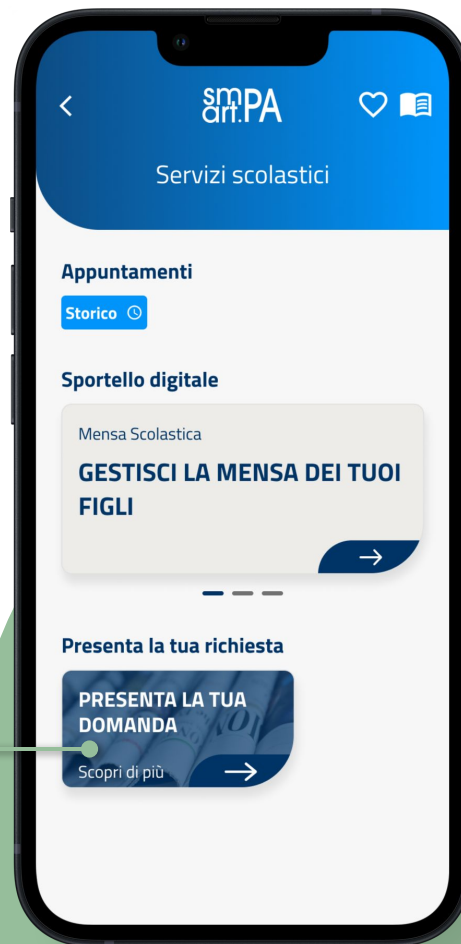 smart.PA
Servizi scolastici
Appuntamenti
Storico
Sportello digitale
Mensa Scolastica
GESTISCI LA MENSA DEI TUOI
FIGLI
Presenta la tua richiesta
PRESENTA LA TUA
DOMANDA
Scopri di più